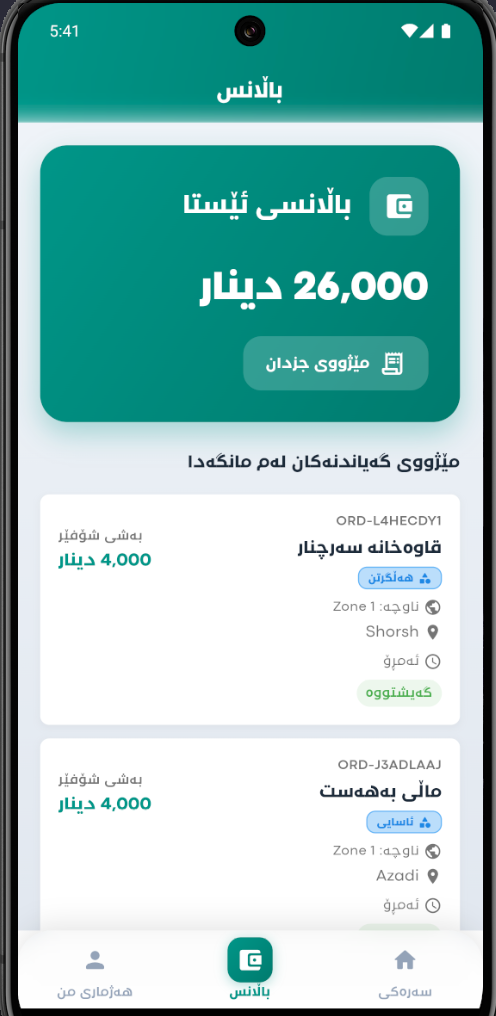 5:41
باڵانس
باڵانسی ئێستا
26,000 دینار
مێژووی جزدان
مێژووی گەیاندنەکان لەم مانگەدا
ORD-L4HECDY1
قاوەخانە سەرچنار
هەڵگرتن
ناوچە: Zone 1
Shorsh
ئەمڕۆ
گەیشتووە
بەشی شۆفێر
4,000 دینار
ORD-J3ADLAAJ
ماڵی بەهەست
ئاسایی
ناوچە: Zone 1
Azadi
ئەمڕۆ
بەشی شۆفێر
4,000 دینار
سەرەکی
باڵانس
هەژماری من